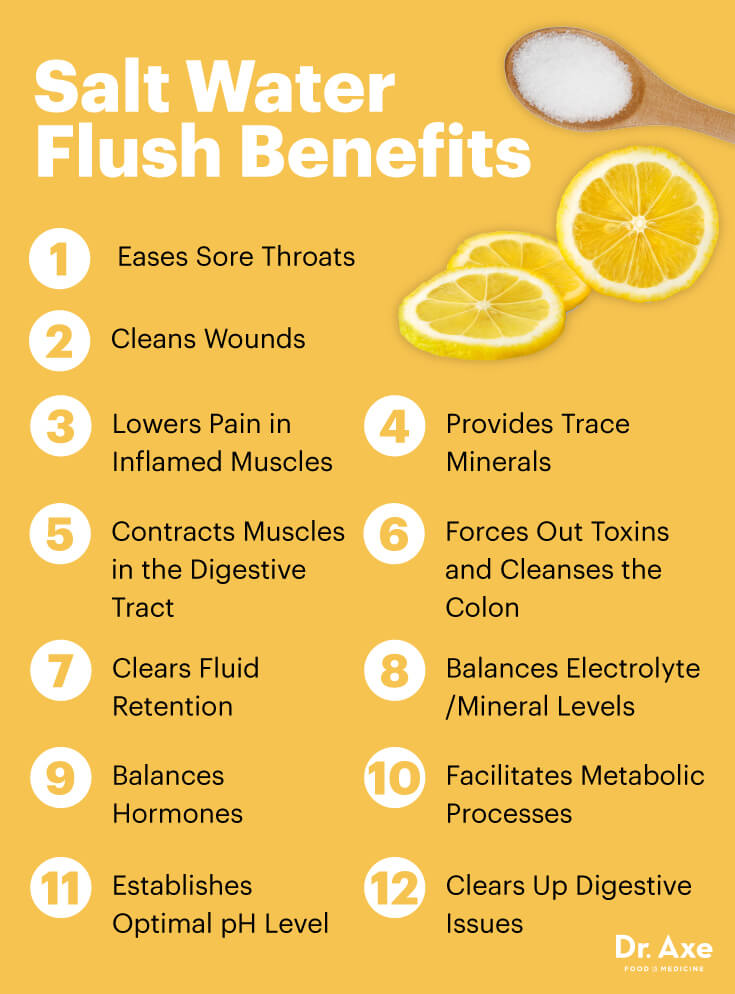 Salt Water
Flush Benefits
1
Eases Sore Throats
2
Cleans Wounds
3
Lowers Pain in
Inflamed Muscles
4
Provides Trace
Minerals
5
Contracts Muscles
in the Digestive
Tract
6
Forces Out Toxins
and Cleanses the
Colon
7
Clears Fluid
Retention
8
Balances Electrolyte
/Mineral Levels
9
Balances
Hormones
10
Facilitates Metabolic
Processes
11
Establishes
Optimal pH Level
12
Clears Up Digestive
Issues
Dr. Axe
FOOD IS MEDICINE